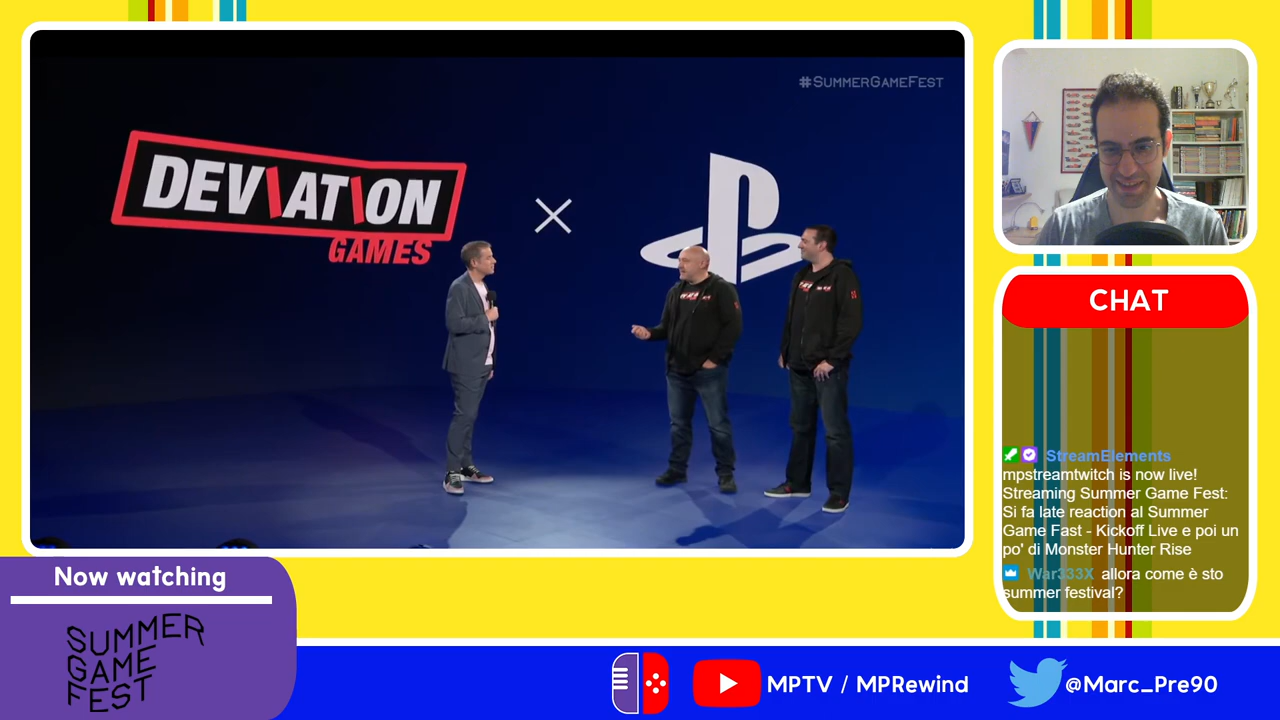 #SUMMERGAMEFEST
DEVIATION
GAMES
CHAT
StreamElements
mpstreamtwitch is now live!
Streaming Summer Game Fest:
Si fa late reaction al Summer
Game Fast - Kickoff Live e poi un
po' di Monster Hunter Rise
War333X allora come è sto
summer festival?
Now watching
SUMMER
GAME
FEST
MPTV / MPRewind
@Marc_Pre90